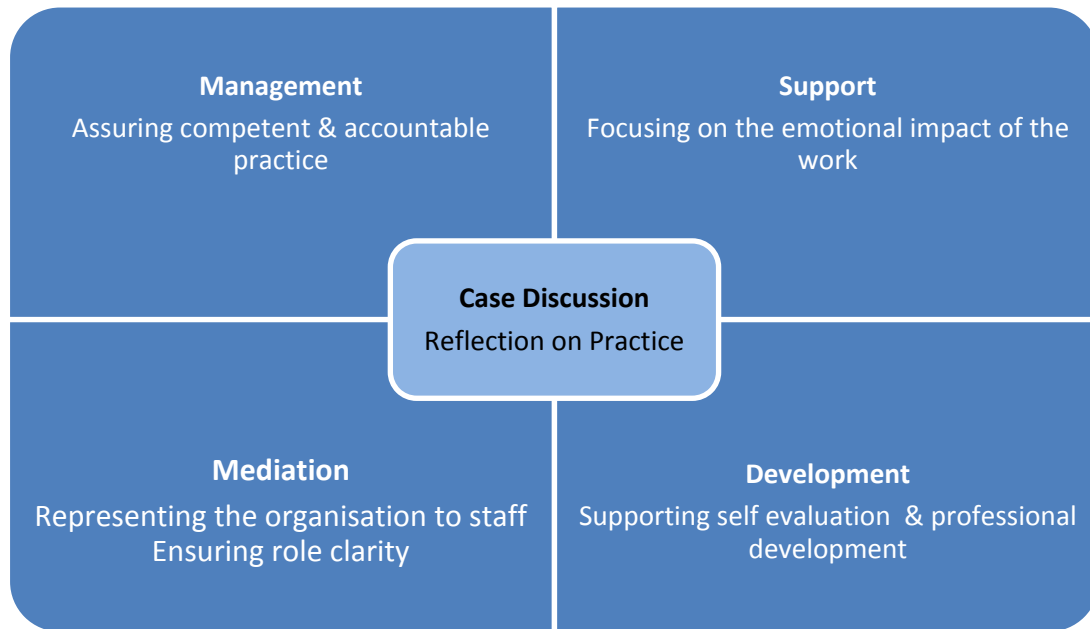 Management
Assuring competent & accountable
practice
Support
Focusing on the emotional impact of the
work
Case Discussion
Reflection on Practice
Mediation
Representing the organisation to staff
Ensuring role clarity
Development
Supporting self evaluation & professional
development